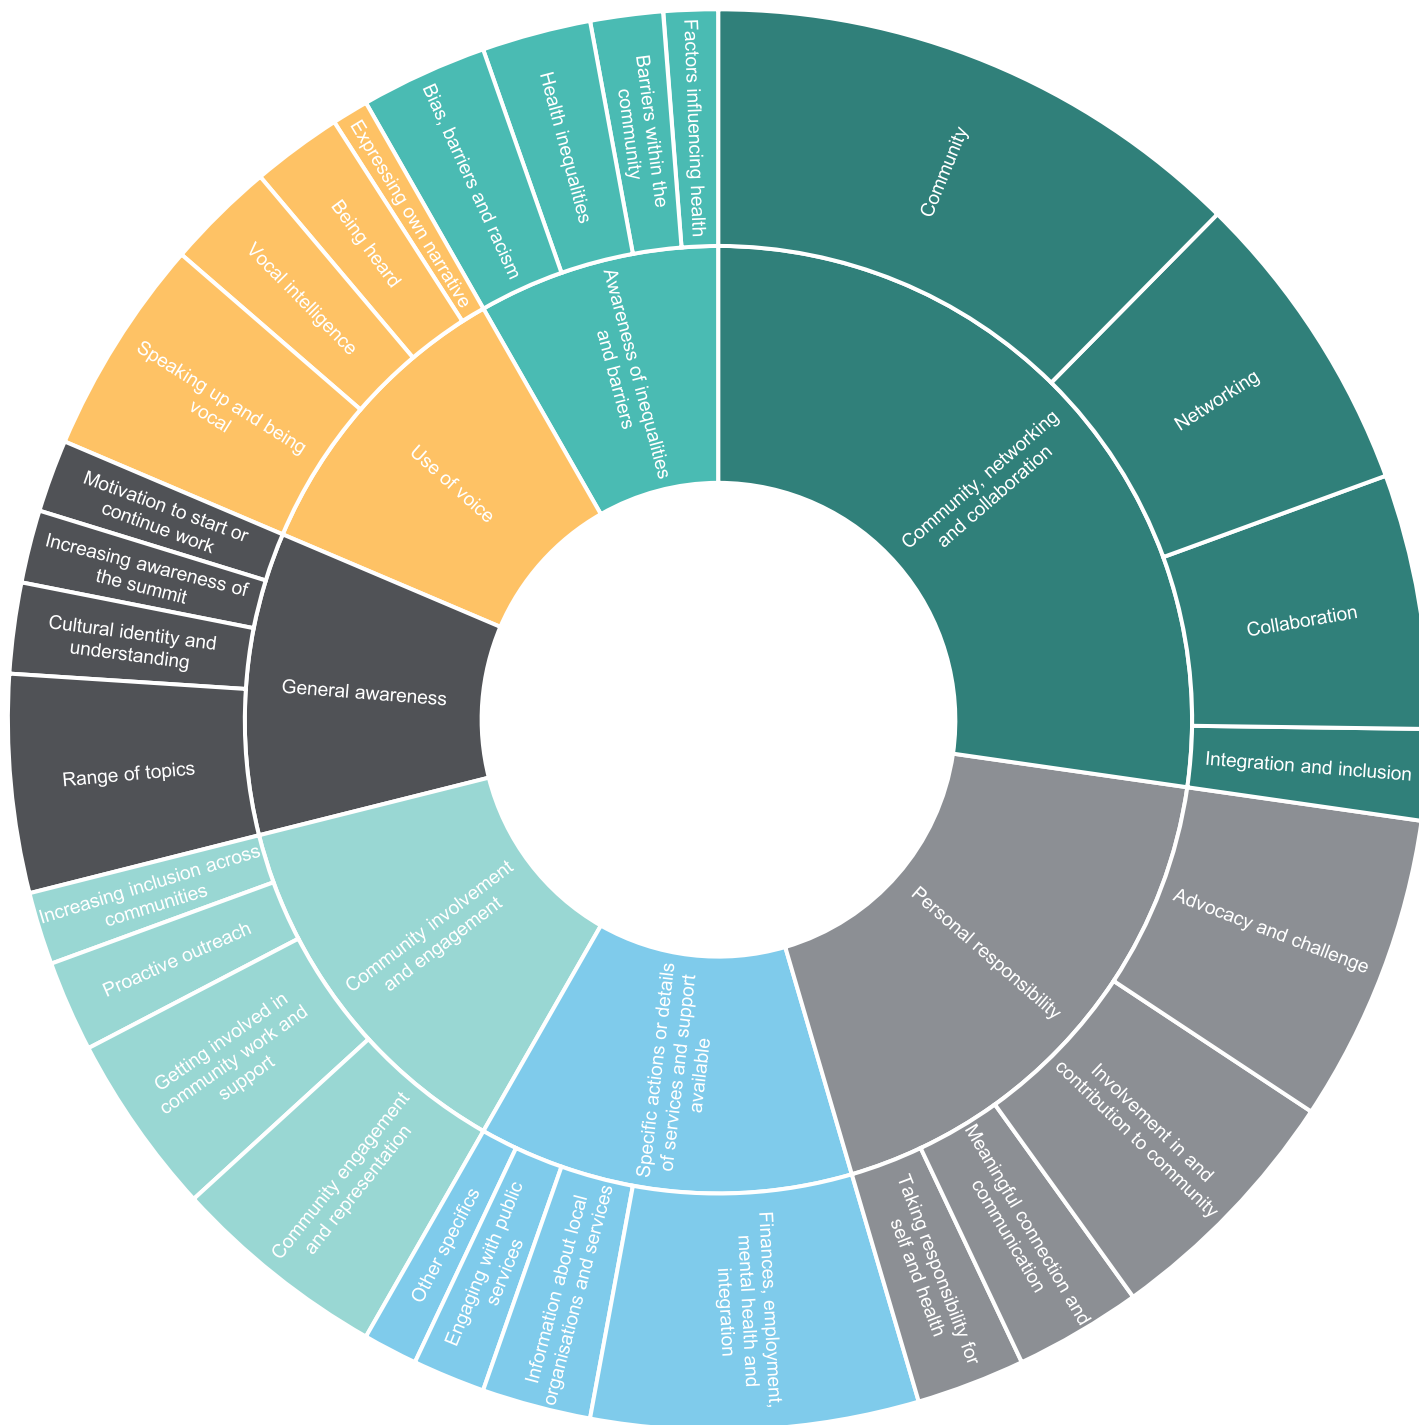 Community
Networking
Collaboration
Integration and inclusion
Community, networking
and collaboration
Advocacy and challenge
Involvement in and
contribution to community
Meaningful connection and
communication
Taking responsibility for
self and health
Personal responsibility
Finances, employment,
mental health and
integration
Information about local
organisations and services
Engaging with public
services
Other specifics
Specific actions or details
of services and support
available
Community engagement
and representation
Getting involved in
community work and
support
Proactive outreach
Increasing inclusion across
communities
Community involvement
and engagement
Range of topics
Cultural identity and
understanding
Increasing awareness of
the summit
Motivation to start or
continue work
General awareness
Speaking up and being
vocal
Vocal intelligence
Being heard
Expressing own narrative
Use of voice
Bias, barriers and racism
Health inequalities
Barriers within the
community
Factors influencing health
Awareness of inequalities
and barriers